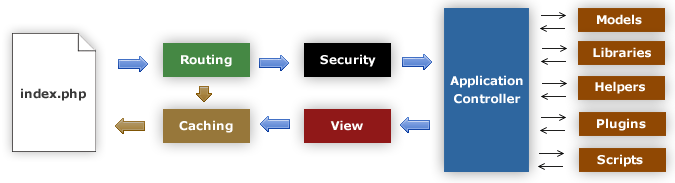 index.php
Routing
Security
Caching
View
Application
Controller
Models
Libraries
Helpers
Plugins
Scripts